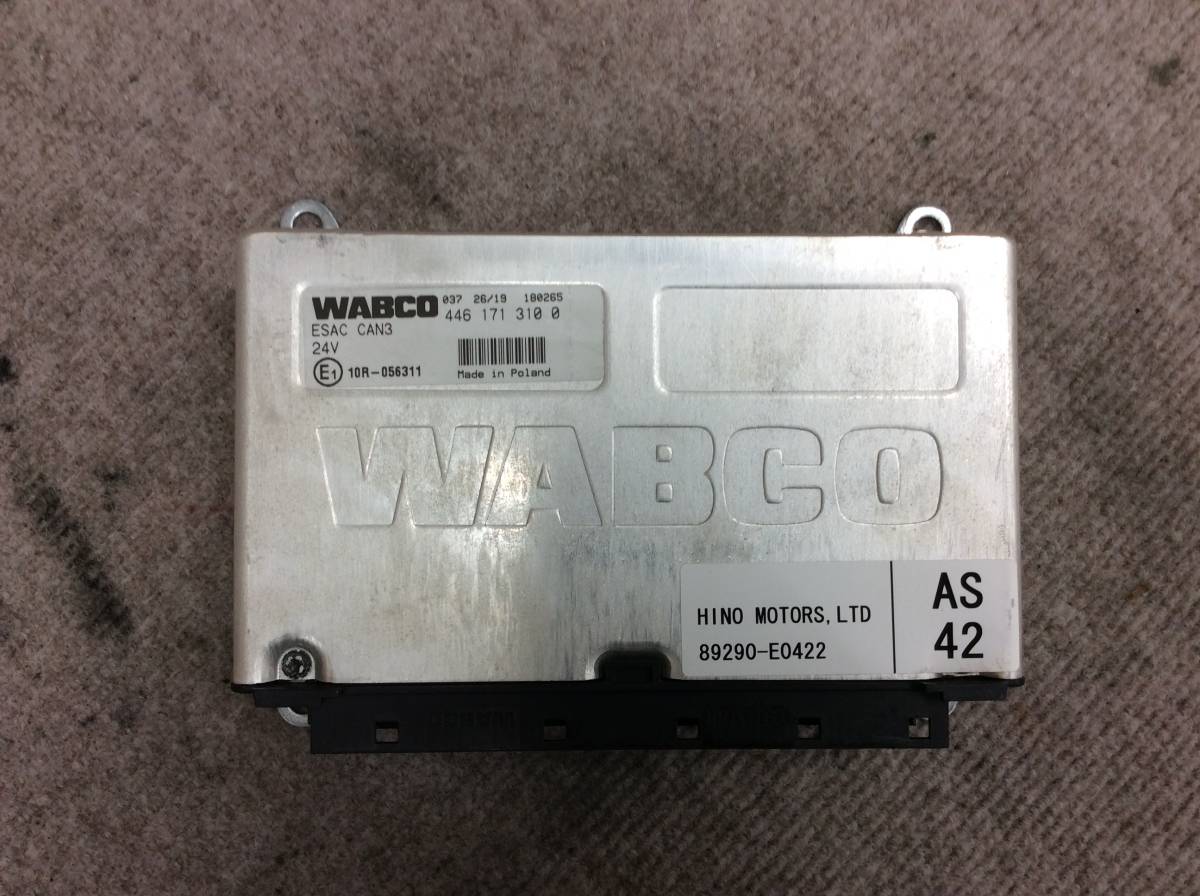 WABCO 037 26/19 180265
446 171 310 0
ESAC CAN3
24V
E1 10R-056311
Made in Poland
WABCO
HINO MOTORS,LTD
89290-E0422
AS
42
WABCO